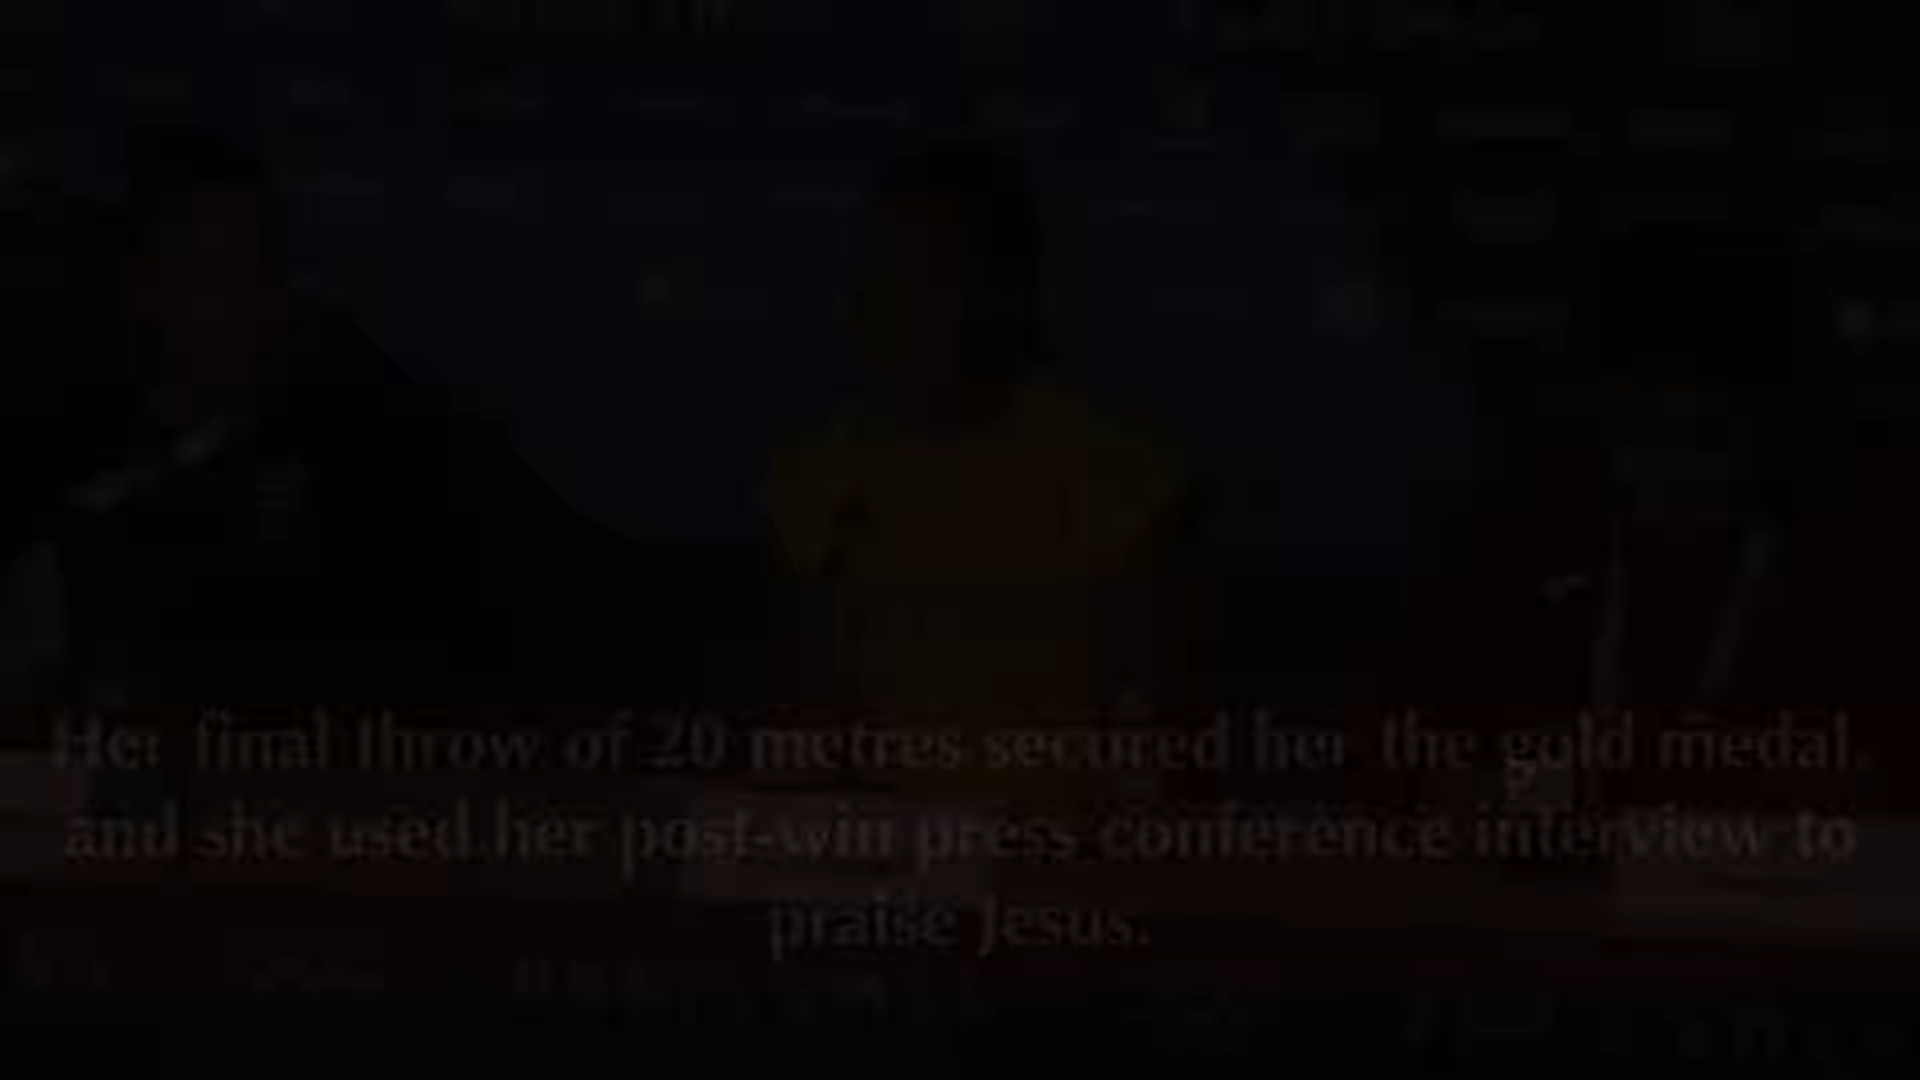 Her final throw of 20 metres secured her the gold medal,
and she used her post-win press conference interview to
praise Jesus.